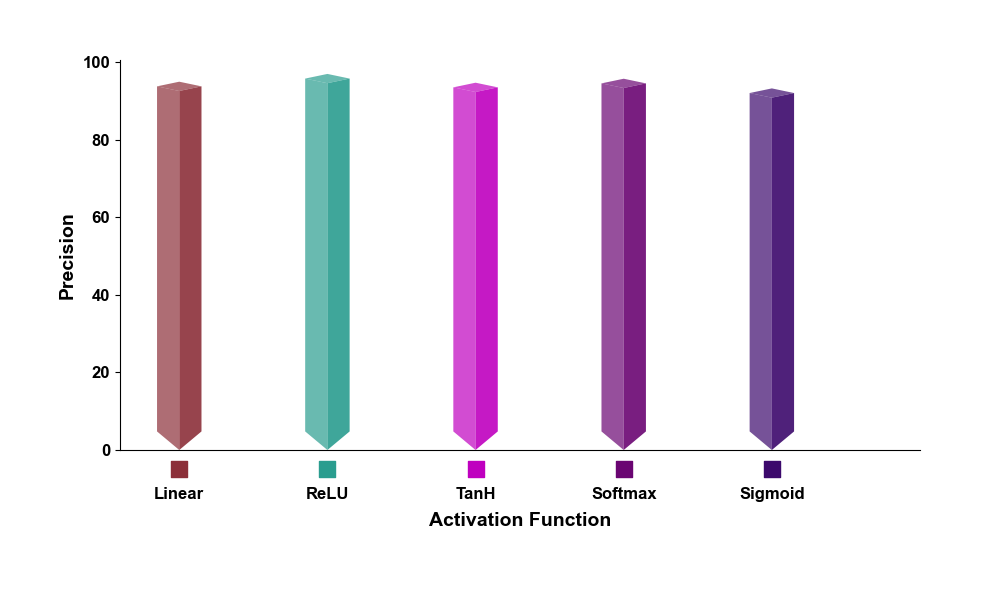 100
80
60
40
20
0
Precision
Linear ReLU TanH Softmax Sigmoid
Activation Function